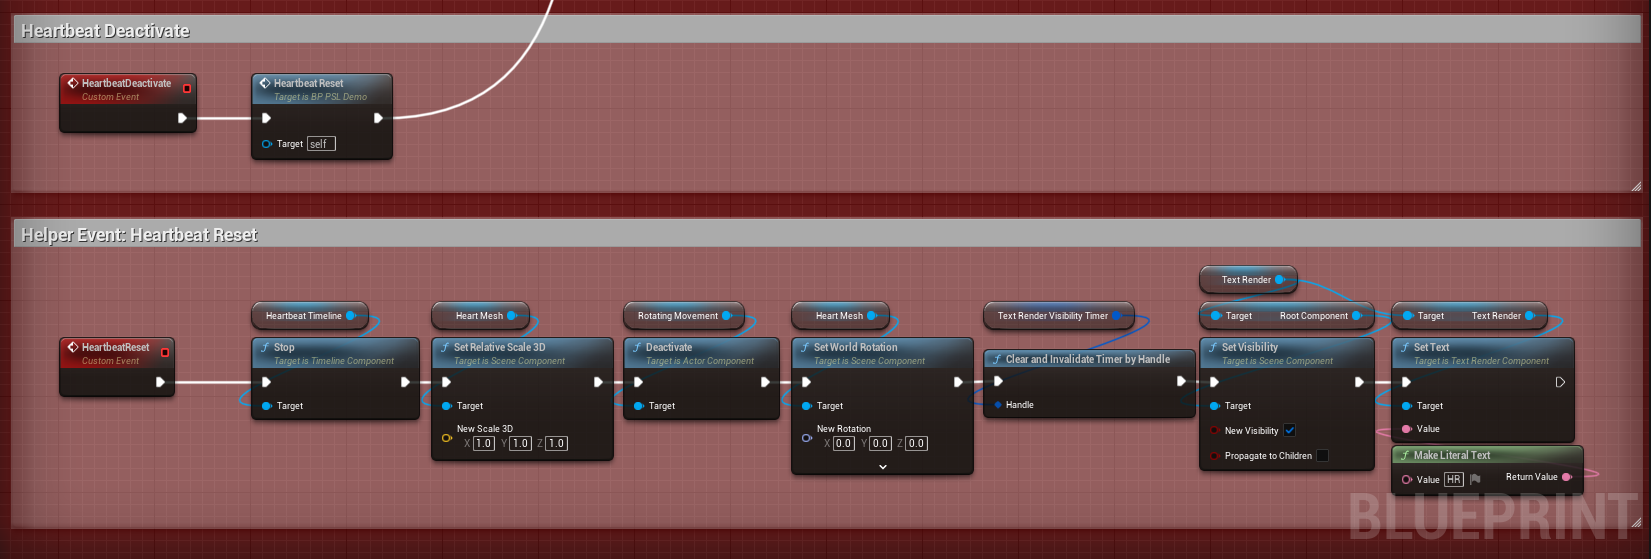 Heartbeat Deactivate
HeartbeatDeactivate
Custom Event
Heartbeat Reset
Target is BP PSL Demo
Target self
Helper Event: Heartbeat Reset
Text Render
Heartbeat Timeline
Heart Mesh
Rotating Movement
Heart Mesh
Text Render Visibility Timer
Target Root Component
Target Text Render
HeartbeatReset
Custom Event
Stop
Target is Timeline Component
Target
Set Relative Scale 3D
Target is Scene Component
Target
New Scale 3D
X 1.0 Y 1.0 Z 1.0
Deactivate
Target is Actor Component
Target
Set World Rotation
Target is Scene Component
Target
New Rotation
X 0.0 Y 0.0 Z 0.0
Clear and Invalidate Timer by Handle
Handle
Set Visibility
Target is Scene Component
Target
New Visibility
Propagate to Children
Set Text
Target is Text Render Component
Target
Value
Make Literal Text
Value HR Return Value
BLUEPRINT